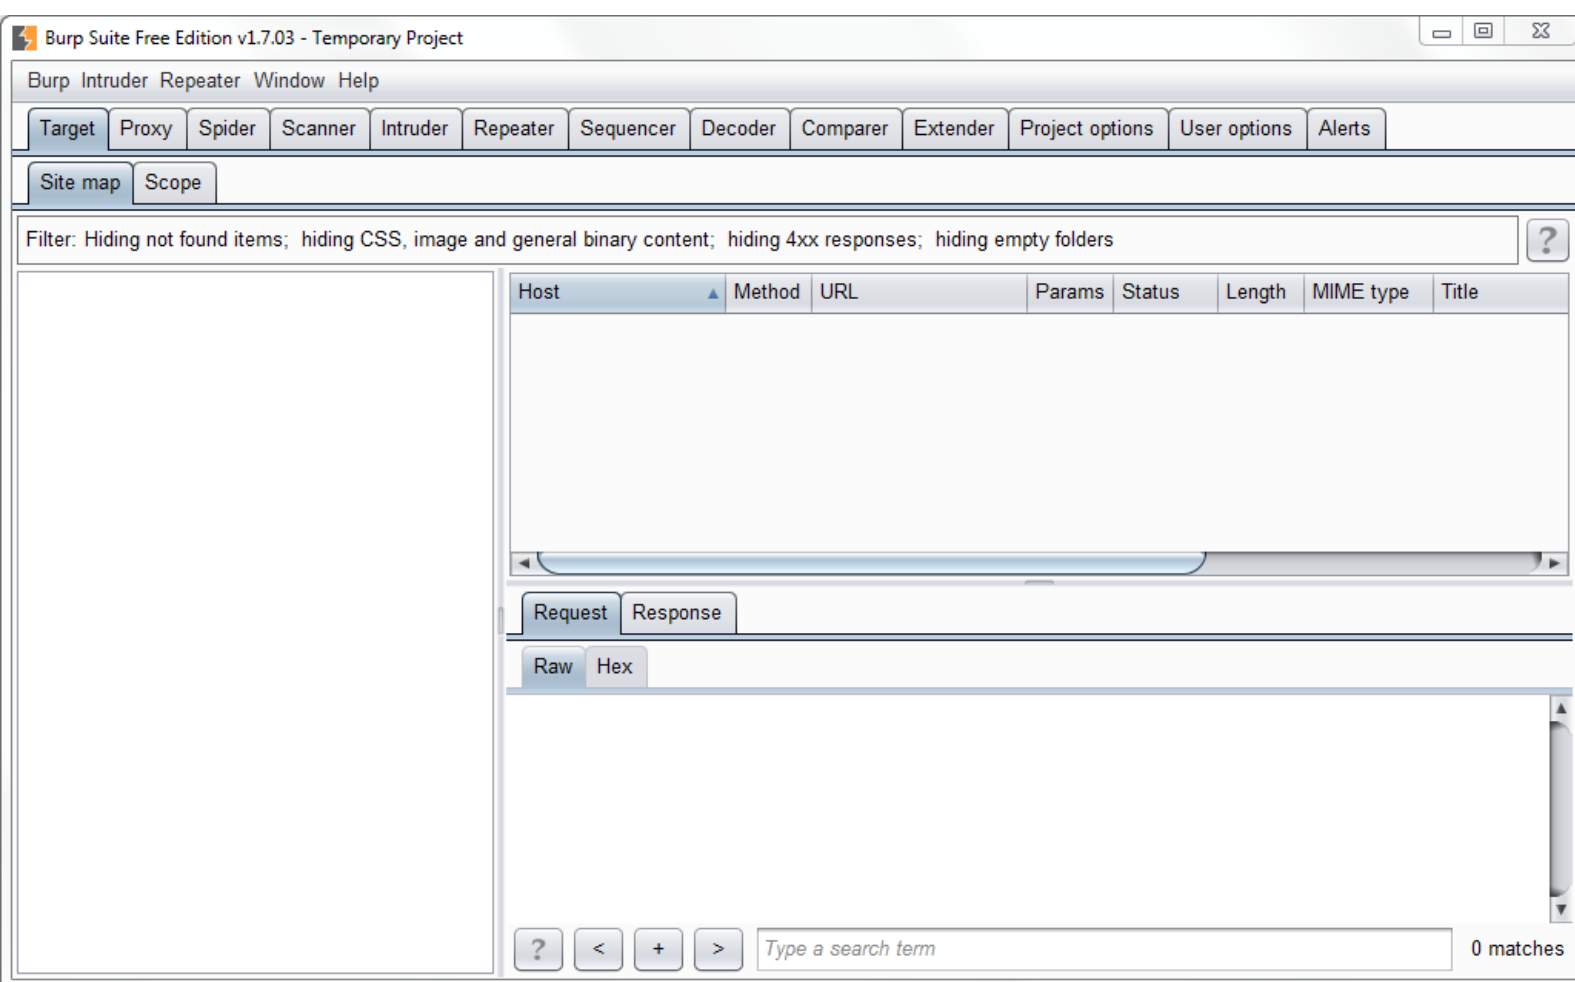 Burp Suite Free Edition v1.7.03 - Temporary Project
Burp Intruder Repeater Window Help
Target Proxy Spider Scanner Intruder Repeater Sequencer Decoder Comparer Extender Project options User options Alerts
Site map Scope
Filter: Hiding not found items; hiding CSS, image and general binary content; hiding 4xx responses; hiding empty folders ?
Host Method URL Params Status Length MIME type Title
Request Response
Raw Hex
? < + > Type a search term 0 matches